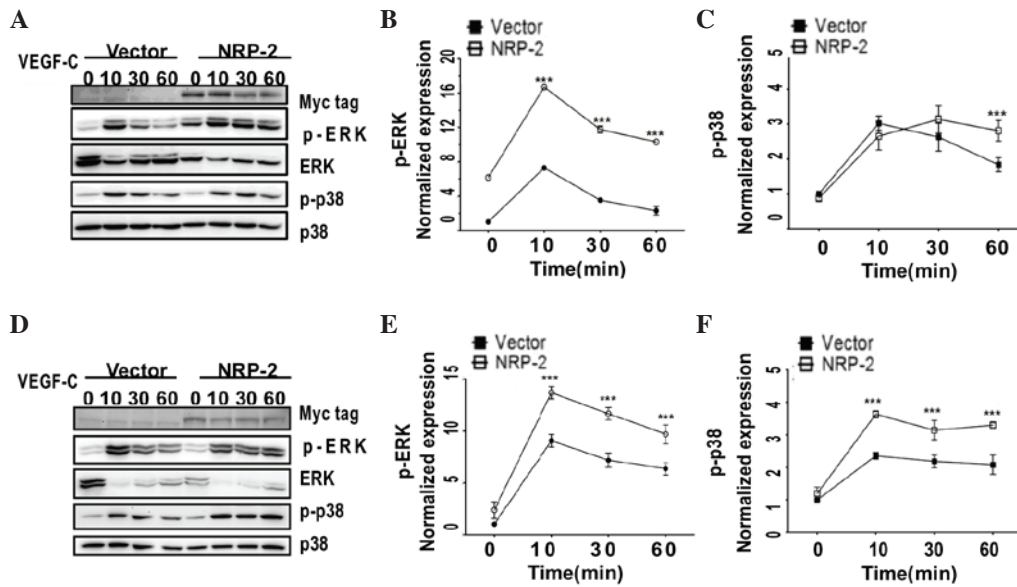 A
Vector NRP-2
VEGF-C
0 10 30 60 0 10 30 60
Myc tag
p-ERK
ERK
p-p38
p38
B
Vector
NRP-2
p-ERK
Normalized expression
20
16
12
8
4
0
***
***
***
0 10 30 60
Time(min)
C
Vector
NRP-2
p-p38
Normalized expression
5
4
3
2
1
0
***
0 10 30 60
Time(min)
D
Vector NRP-2
VEGF-C
0 10 30 60 0 10 30 60
Myc tag
p-ERK
ERK
p-p38
p38
E
Vector
NRP-2
p-ERK
Normalized expression
15
10
5
0
***
***
***
0 10 30 60
Time(min)
F
Vector
NRP-2
p-p38
Normalized expression
5
4
3
2
1
0
***
***
***
0 10 30 60
Time(min)